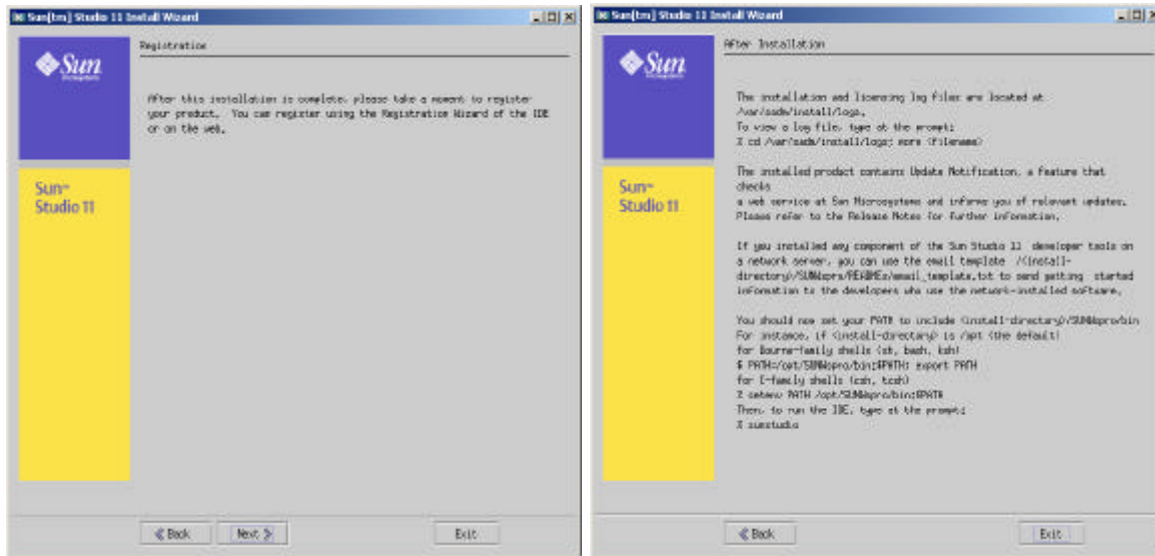 Sun[tm] Studio 11 Install Wizard
Sun
microsystems
Sun™
Studio 11
Registration
After this installation is complete, please take a moment to register
your product. You can register using the Registration Wizard of the IDE
or on the web.
Back
Next
Exit
Sun[tm] Studio 11 Install Wizard
Sun
microsystems
Sun™
Studio 11
After Installation
The installation and licensing log files are located at
/var/sadm/install/logs.
To view a log file, type at the prompt:
% cd /var/sadm/install/logs; more <filename>
The installed product contains Update Notification, a feature that
checks
a web service at Sun Microsystems and informs you of relevant updates.
Please refer to the Release Notes for further information.
If you installed any component of the Sun Studio 11 developer tools on
a network server, you can use the email template /<install-
directory>/SUNWspro/READMEs/email_template.txt to send getting started
information to the developers who use the network-installed software.
You should now set your PATH to include <install-directory>/SUNWspro/bin
For instance, if <install-directory> is /opt (the default)
for Bourne-family shells (sh, bash, ksh)
$ PATH=/opt/SUNWspro/bin:$PATH; export PATH
for C-family shells (csh, tcsh)
% setenv PATH /opt/SUNWspro/bin:$PATH
Then, to run the IDE, type at the prompt:
% sunstudio
Back
Exit